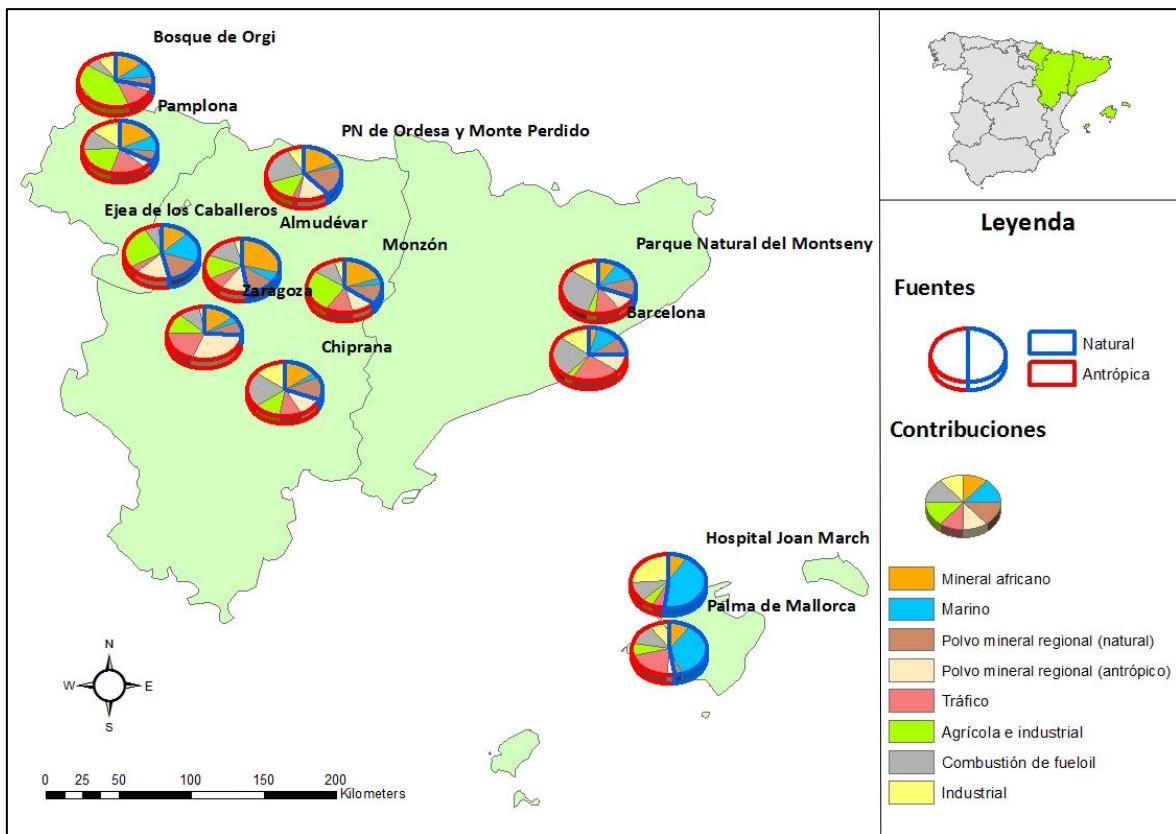 Bosque de Orgi
Pamplona
PN de Ordesa y Monte Perdido
Ejea de los Caballeros
Almudévar
Monzón
Zaragoza
Chiprana
Parque Natural del Montseny
Barcelona
Hospital Joan March
Palma de Mallorca
N
W
E
S
0 25 50 100 150 200
Kilometers
Leyenda
Fuentes
Natural
Antrópica
Contribuciones
Mineral africano
Marino
Polvo mineral regional (natural)
Polvo mineral regional (antrópico)
Tráfico
Agrícola e industrial
Combustión de fueloil
Industrial